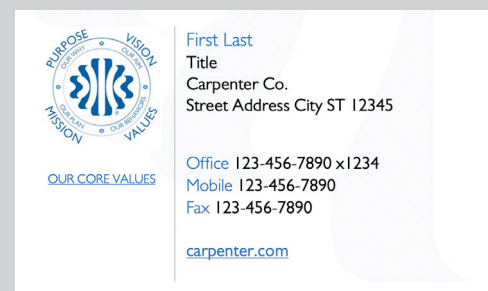 PURPOSE
VISION
OUR WHY
OUR AIM
OUR PLAN
OUR BEHAVIORS
MISSION
VALUES
OUR CORE VALUES
First Last
Title
Carpenter Co.
Street Address City ST 12345
Office 123-456-7890 x1234
Mobile 123-456-7890
Fax 123-456-7890
carpenter.com